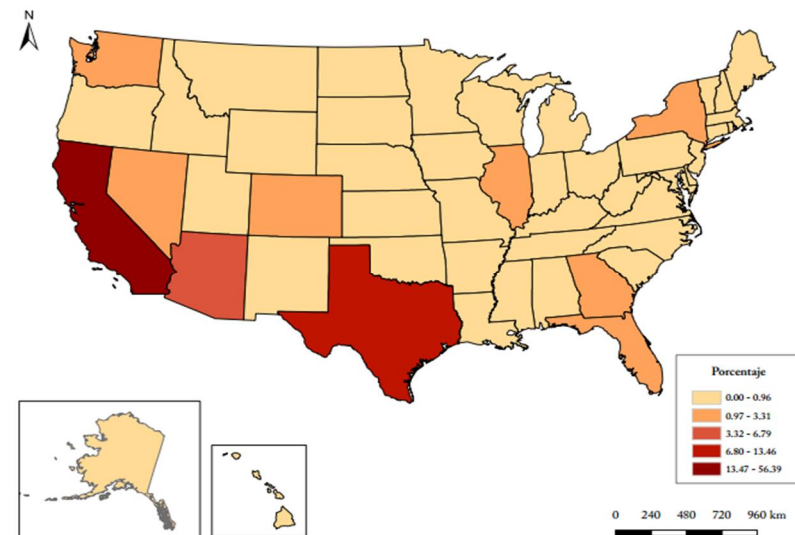 N
Porcentaje
0.00 - 0.96
0.97 - 3.31
3.32 - 6.79
6.80 - 13.46
13.47 - 56.39
0 240 480 720 960 km